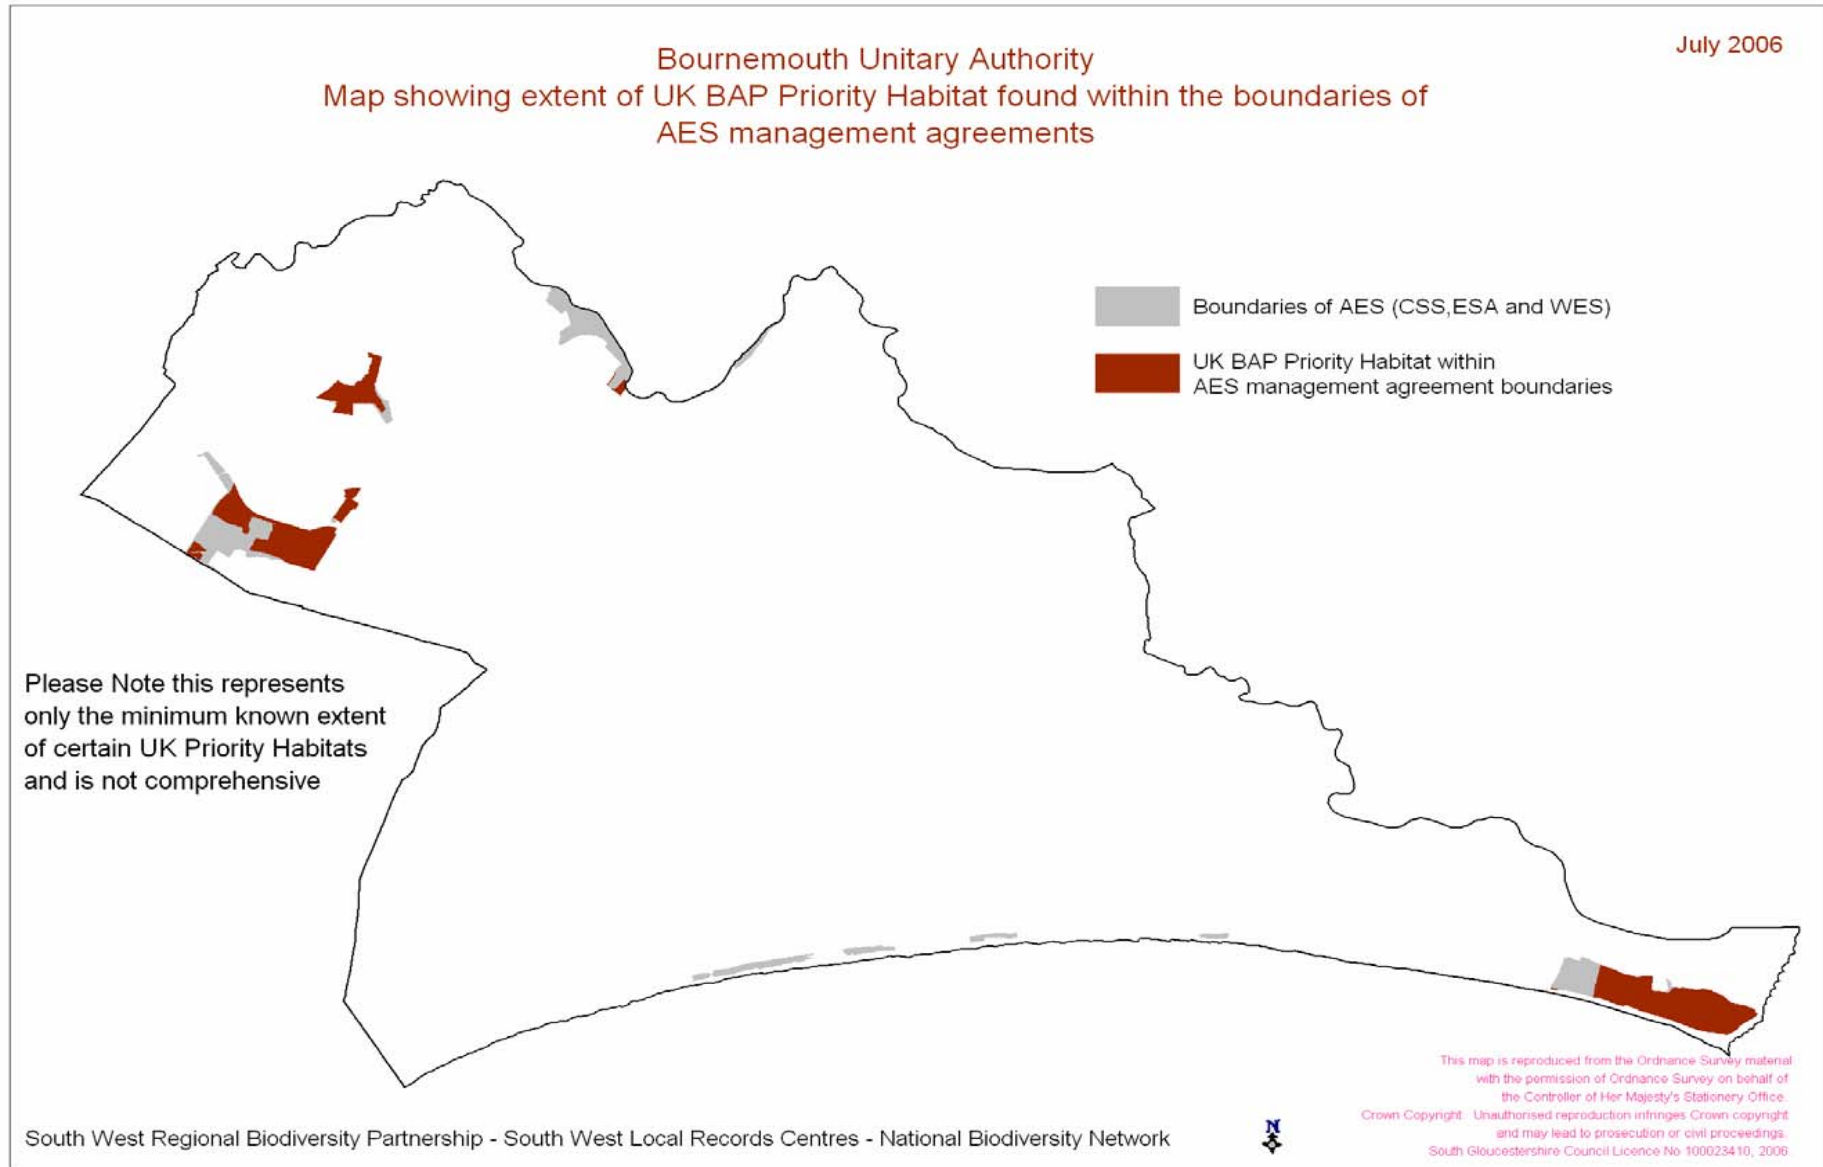 July 2006
Bournemouth Unitary Authority
Map showing extent of UK BAP Priority Habitat found within the boundaries of
AES management agreements
Boundaries of AES (CSS,ESA and WES)
UK BAP Priority Habitat within
AES management agreement boundaries
Please Note this represents
only the minimum known extent
of certain UK Priority Habitats
and is not comprehensive
This map is reproduced from the Ordnance Survey material
with the permission of Ordnance Survey on behalf of
the Controller of Her Majesty's Stationery Office.
Crown Copyright. Unauthorised reproduction infringes Crown copyright
and may lead to prosecution or civil proceedings.
South Gloucestershire Council Licence No 100023410, 2006.
South West Regional Biodiversity Partnership - South West Local Records Centres - National Biodiversity Network
N